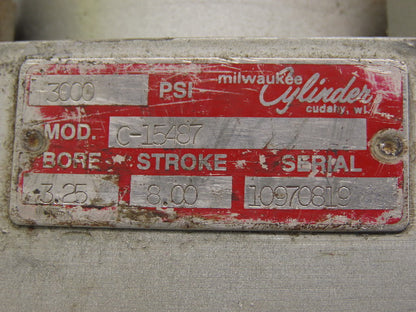 3000 PSI milwaukee
Cylinder
cudahy, wi.
MOD. C-15487
BORE STROKE SERIAL
3.25 8.00 10970819